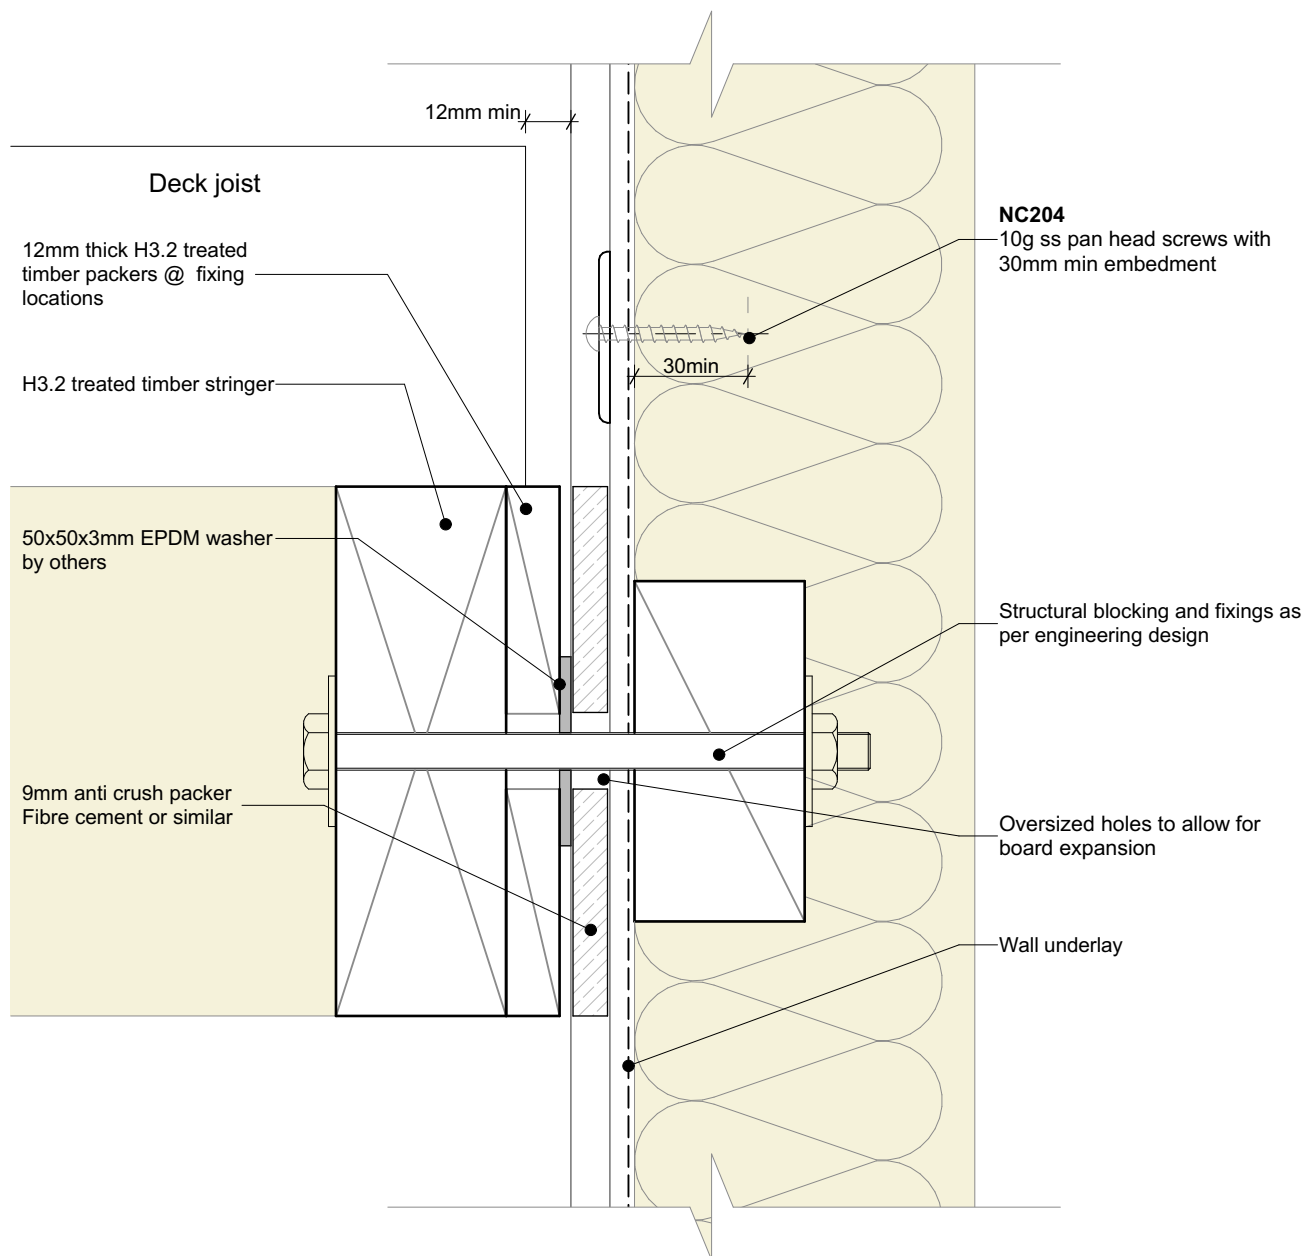 12mm min
Deck joist
12mm thick H3.2 treated
timber packers @ fixing
locations
H3.2 treated timber stringer
50x50x3mm EPDM washer
by others
9mm anti crush packer
Fibre cement or similar
NC204
10g ss pan head screws with
30mm min embedment
30min
Structural blocking and fixings as
per engineering design
Oversized holes to allow for
board expansion
Wall underlay